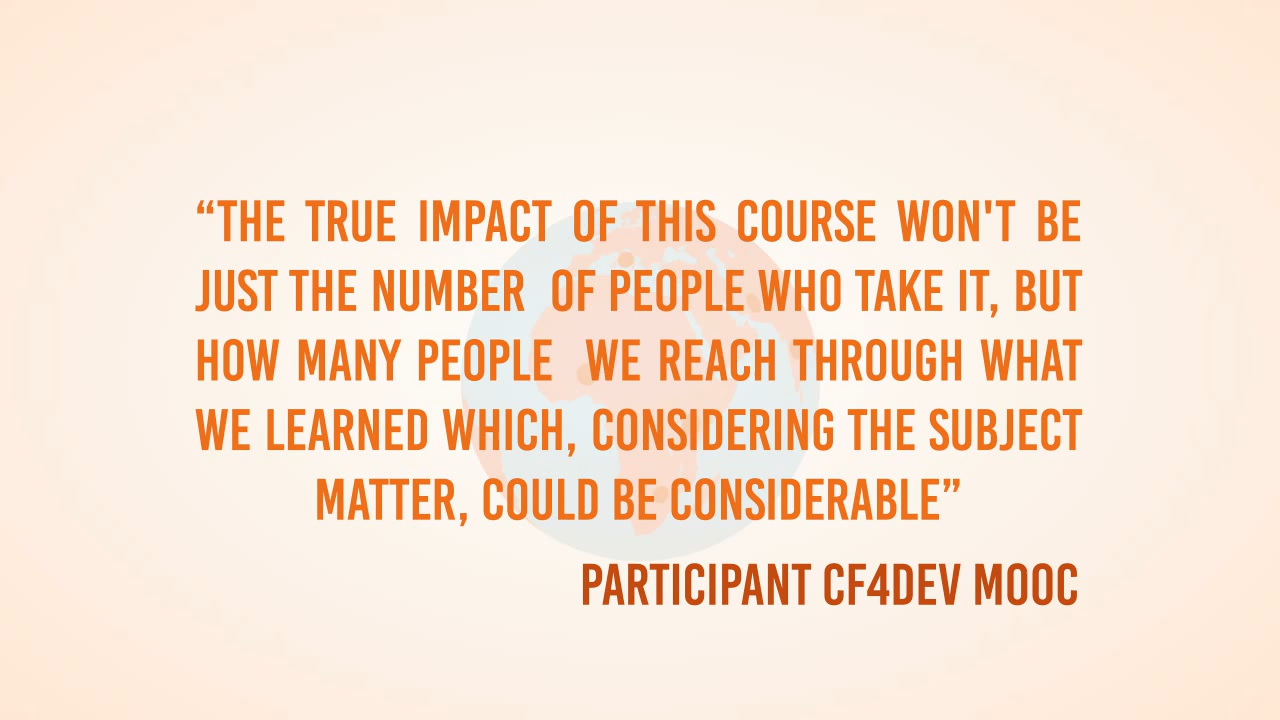 “THE TRUE IMPACT OF THIS COURSE WON'T BE
JUST THE NUMBER OF PEOPLE WHO TAKE IT, BUT
HOW MANY PEOPLE WE REACH THROUGH WHAT
WE LEARNED WHICH, CONSIDERING THE SUBJECT
MATTER, COULD BE CONSIDERABLE”
PARTICIPANT CF4DEV MOOC